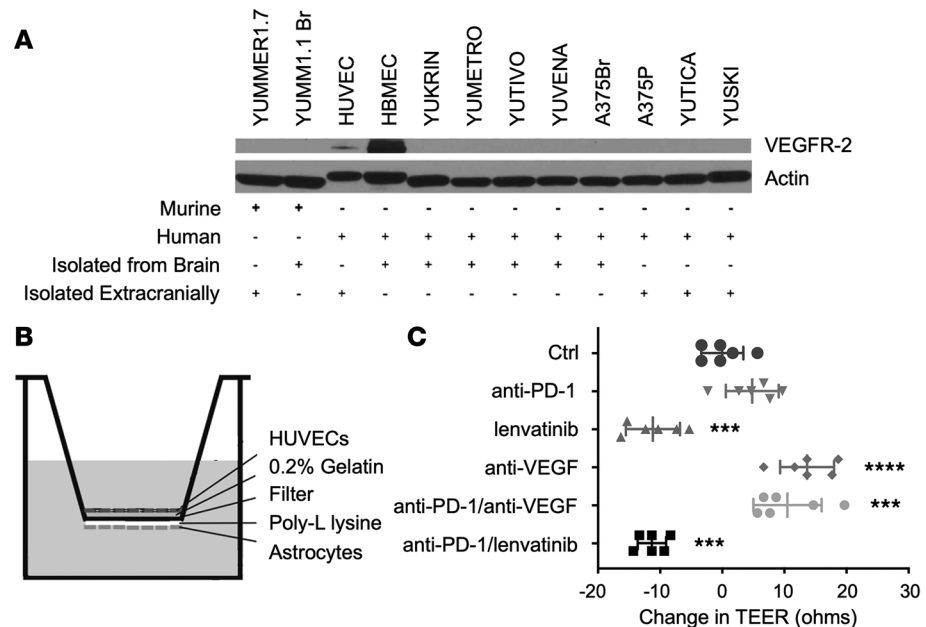 A
YUMMER1.7
YUMM1.1 Br
HUVEC
HBMEC
YUKRIN
YUMETRO
YUTIVO
YUVENA
A375Br
A375P
YUTICA
YUSKI
VEGFR-2
Actin
Murine + + - - - - - - - - - -
Human - - + + + + + + + + + +
Isolated from Brain - + - + + + + + + - - -
Isolated Extracranially + - + - - - - - - + + +
B
HUVECs
0.2% Gelatin
Filter
Poly-L lysine
Astrocytes
C
Ctrl
anti-PD-1
lenvatinib ***
anti-VEGF ****
anti-PD-1/anti-VEGF ***
anti-PD-1/lenvatinib ***
-20 -10 0 10 20 30
Change in TEER (ohms)